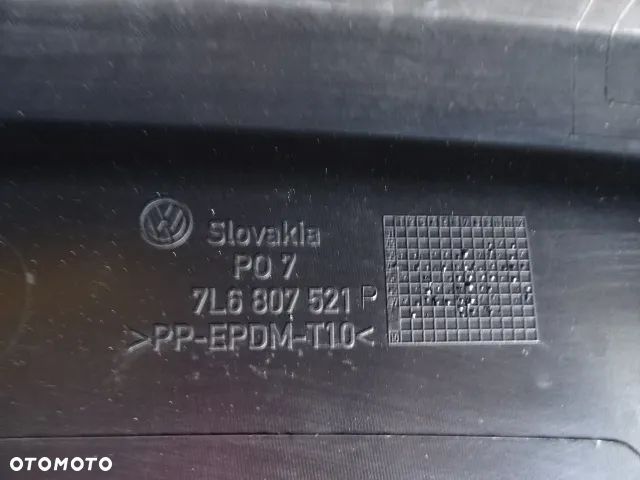 Slovakia
PO 7
7L6 807 521 P
>PP-EPDM-T10<
OTOMOTO